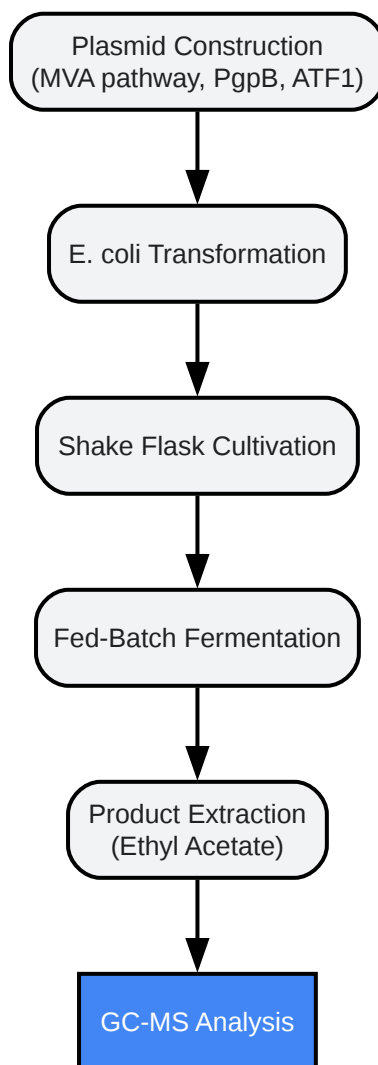 Plasmid Construction
(MVA pathway, PgpB, ATF1)
E. coli Transformation
Shake Flask Cultivation
Fed-Batch Fermentation
Product Extraction
(Ethyl Acetate)
GC-MS Analysis